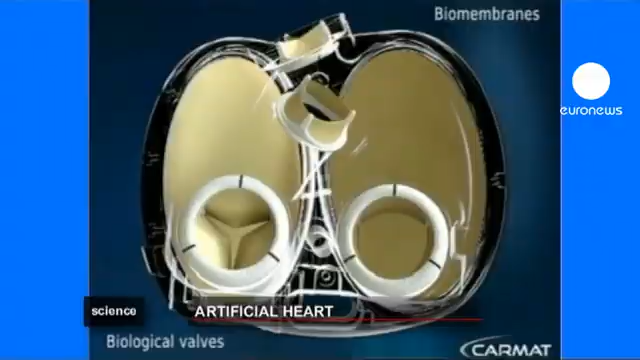 Biomembranes
euronews
science
ARTIFICIAL HEART
Biological valves
CARMAT